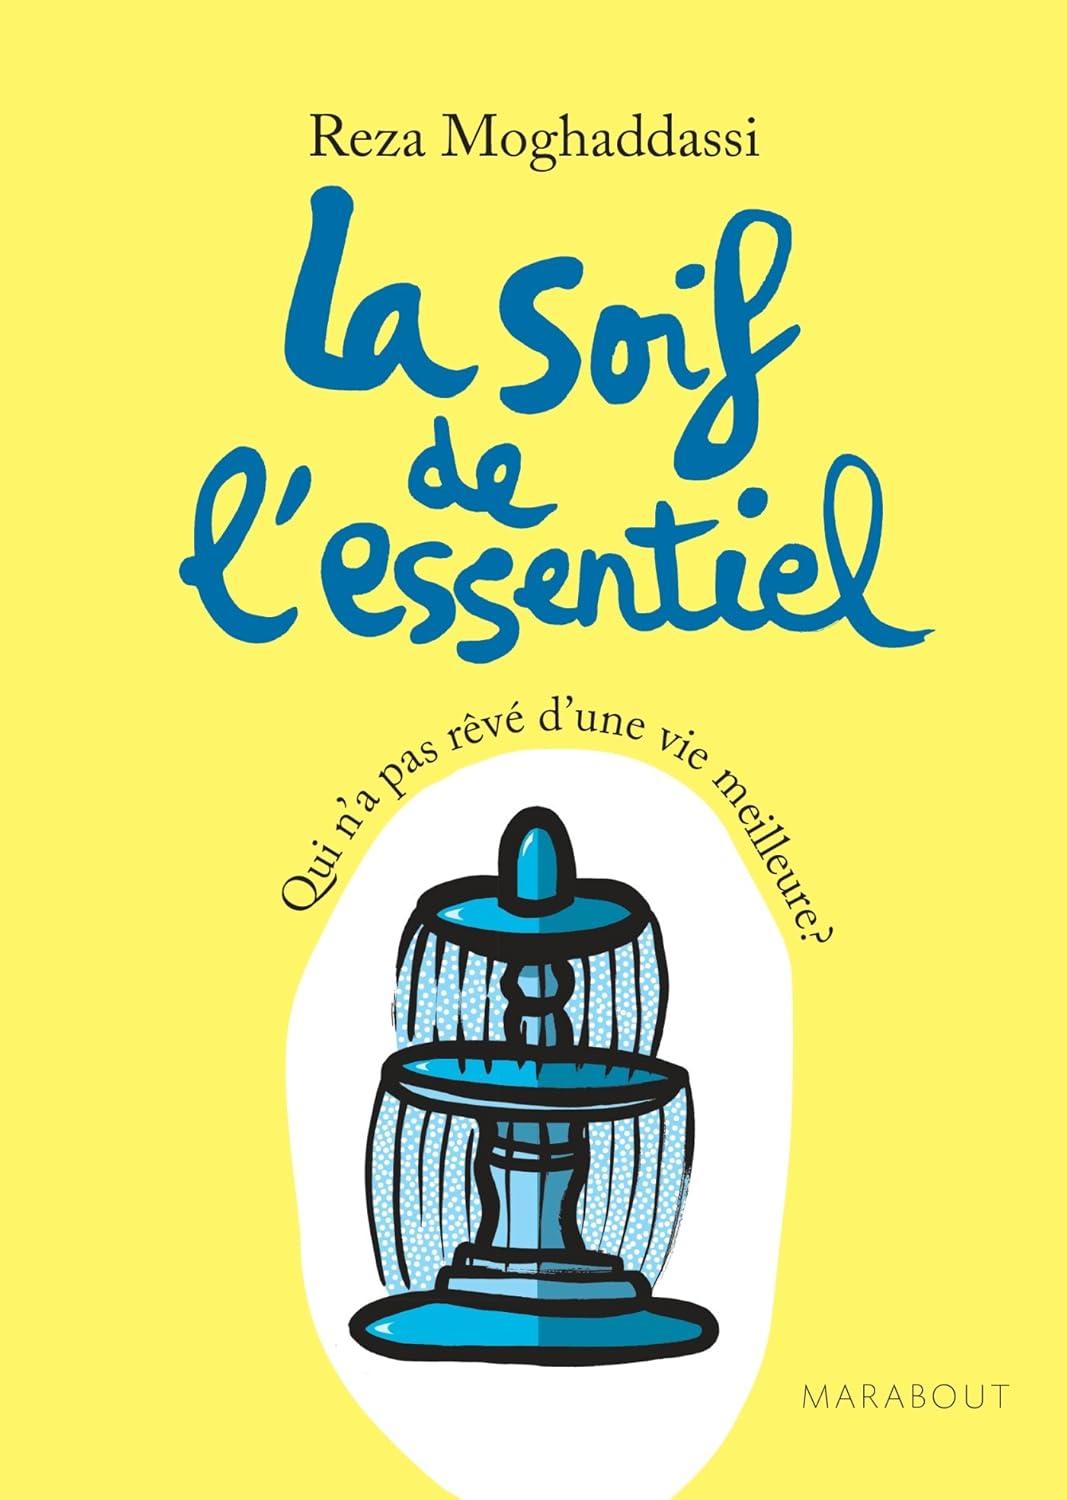 Reza Moghaddassi
La soif
de
l'essentiel
Qui n'a pas rêvé d'une vie meilleure?
MARABOUT